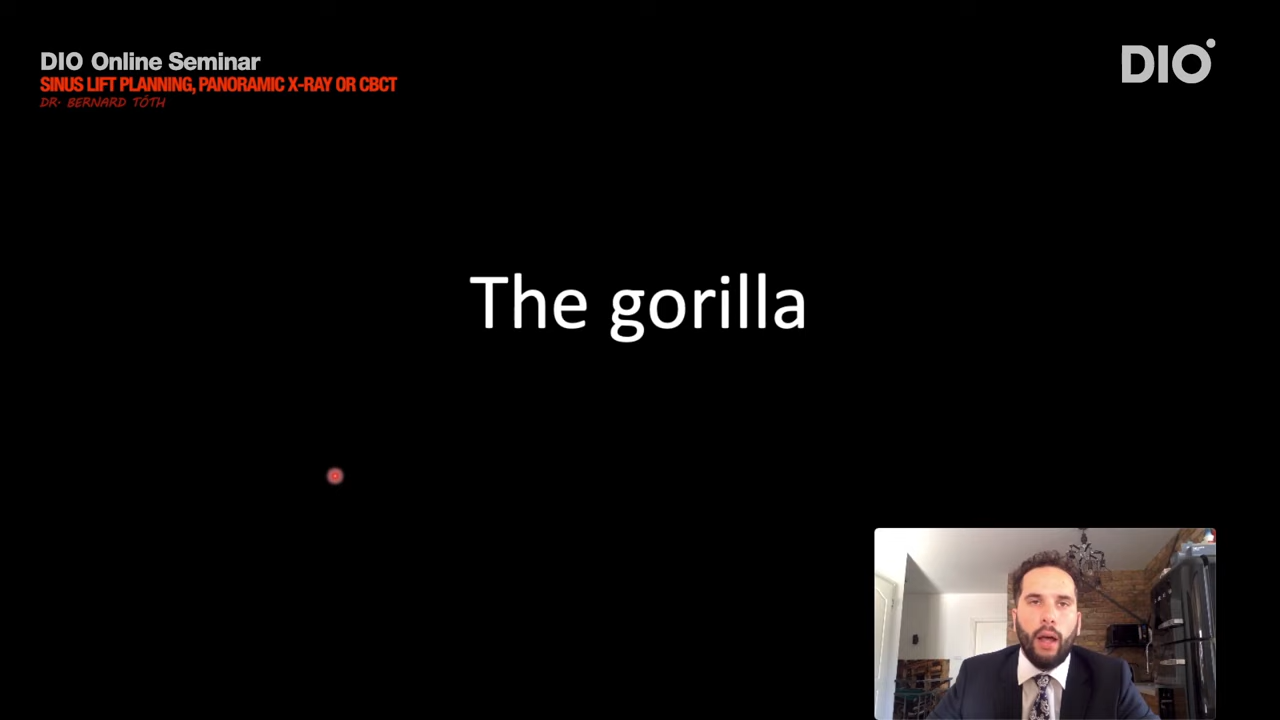 DIO Online Seminar
SINUS LIFT PLANNING, PANORAMIC X-RAY OR CBCT
DR. BERNARD TÓTH
DIO
The gorilla